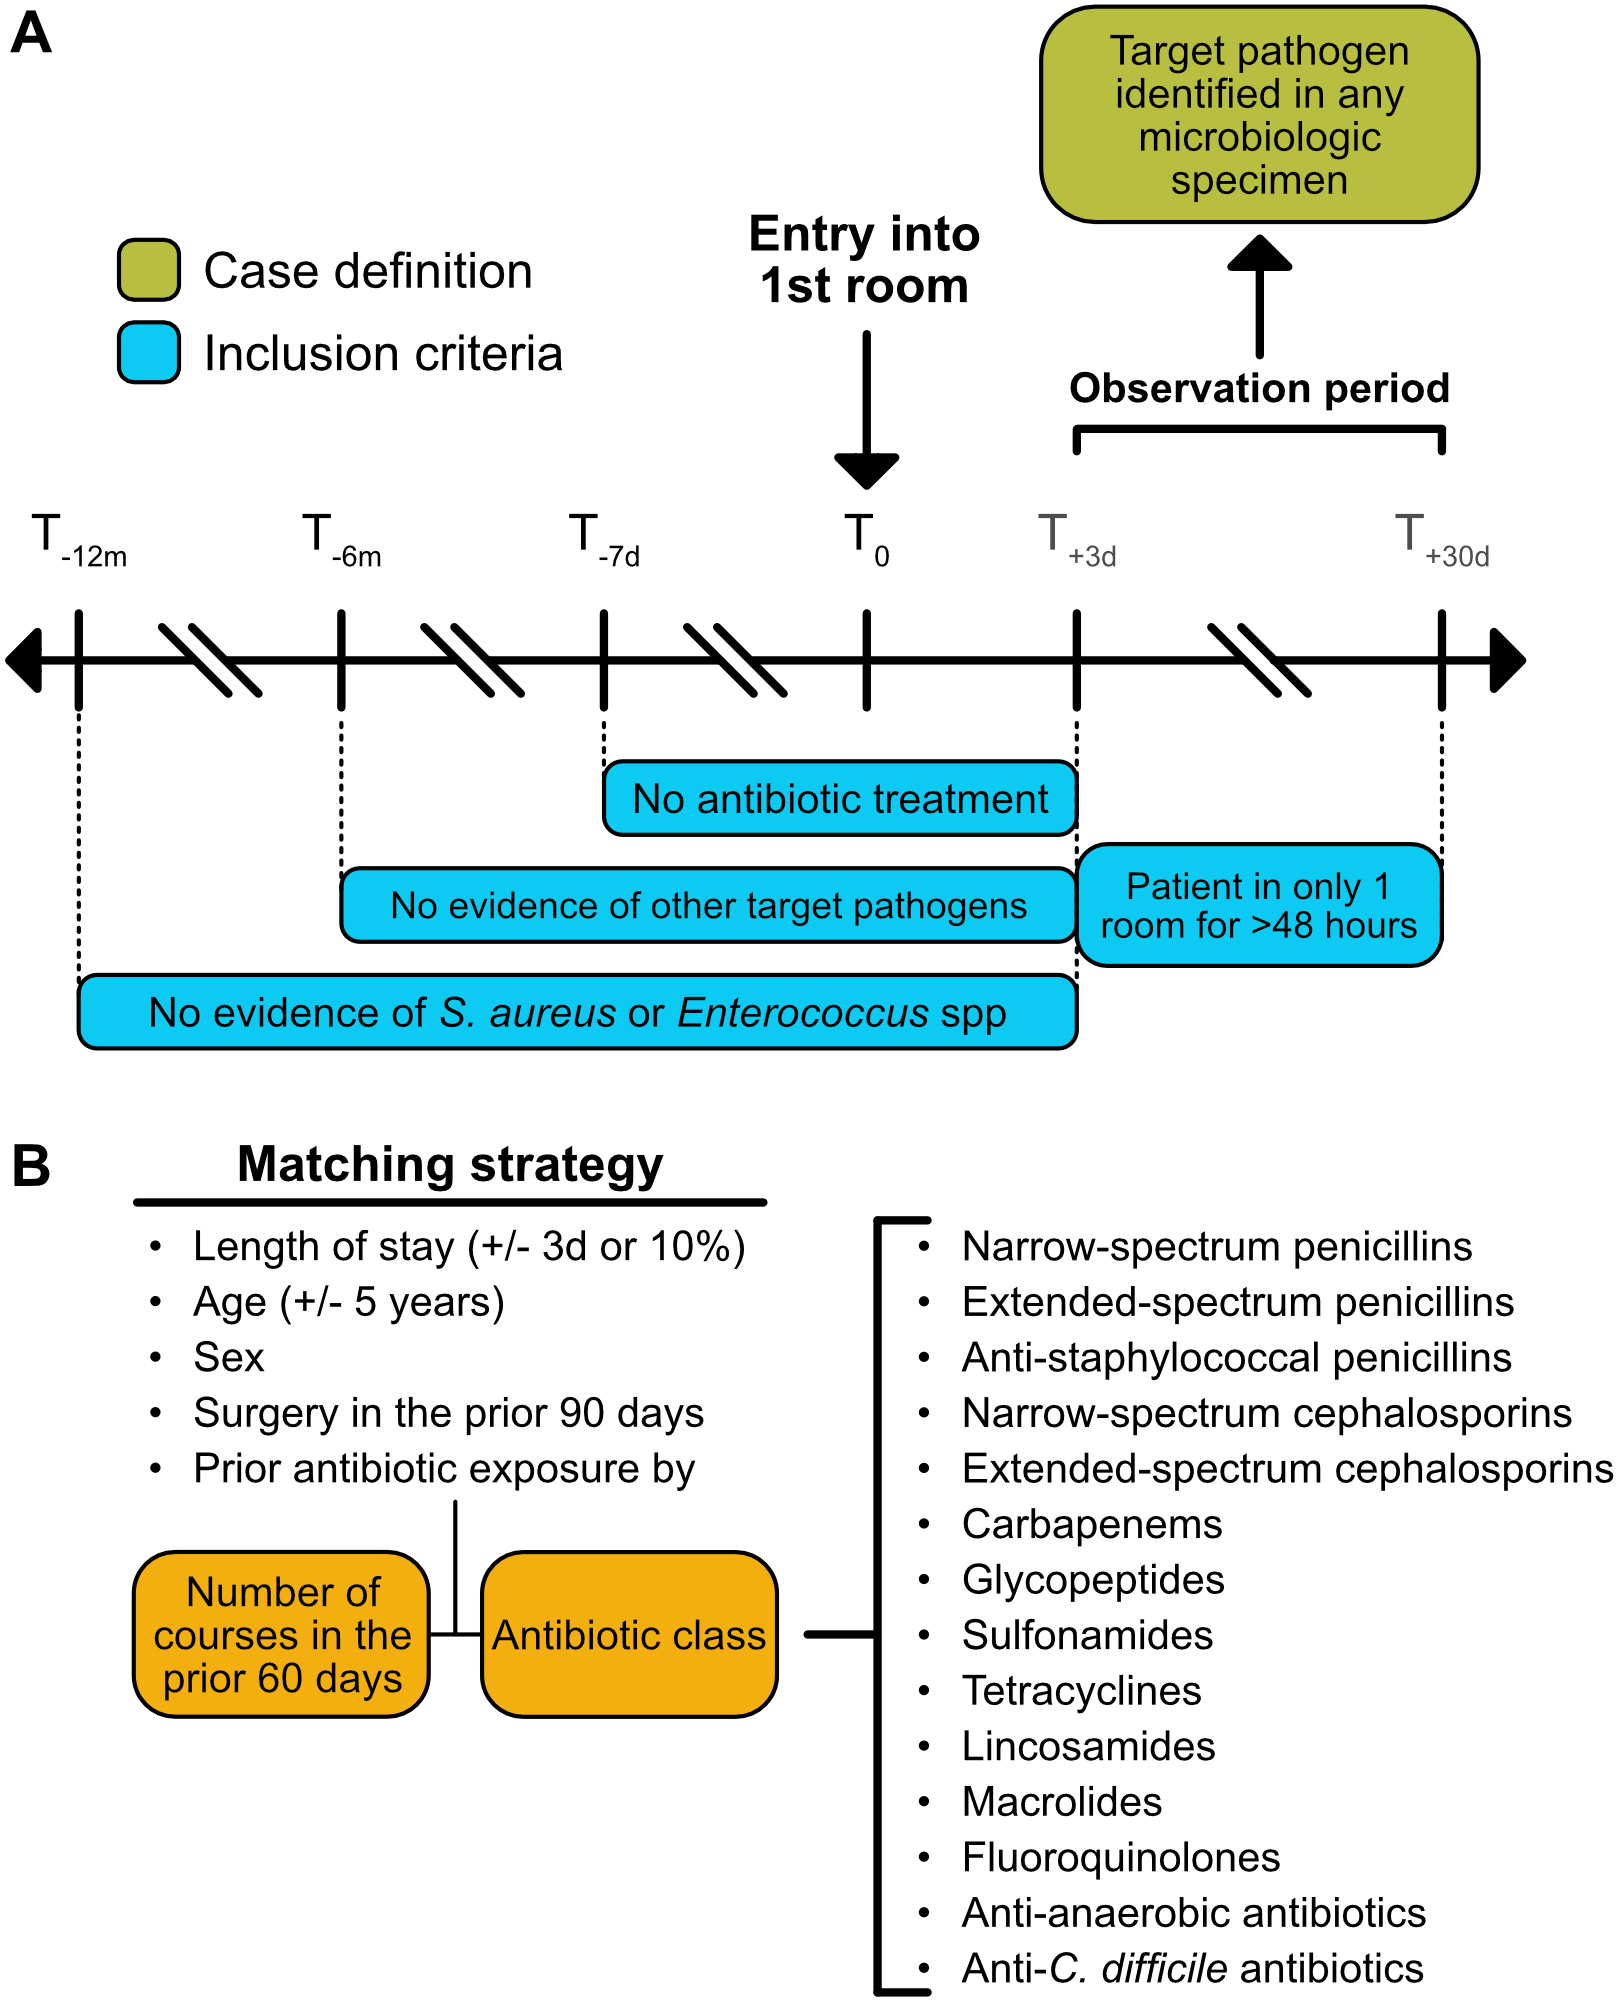 A
Target pathogen
identified in any
microbiologic
specimen
Case definition
Inclusion criteria
Entry into
1st room
Observation period
T-12m
T-6m
T-7d
T0
T+3d
T+30d
No antibiotic treatment
No evidence of other target pathogens
Patient in only 1
room for >48 hours
No evidence of S. aureus or Enterococcus spp
B
Matching strategy
• Length of stay (+/- 3d or 10%)
• Age (+/- 5 years)
• Sex
• Surgery in the prior 90 days
• Prior antibiotic exposure by
Number of
courses in the
prior 60 days
Antibiotic class
• Narrow-spectrum penicillins
• Extended-spectrum penicillins
• Anti-staphylococcal penicillins
• Narrow-spectrum cephalosporins
• Extended-spectrum cephalosporins
• Carbapenems
• Glycopeptides
• Sulfonamides
• Tetracyclines
• Lincosamides
• Macrolides
• Fluoroquinolones
• Anti-anaerobic antibiotics
• Anti-C. difficile antibiotics